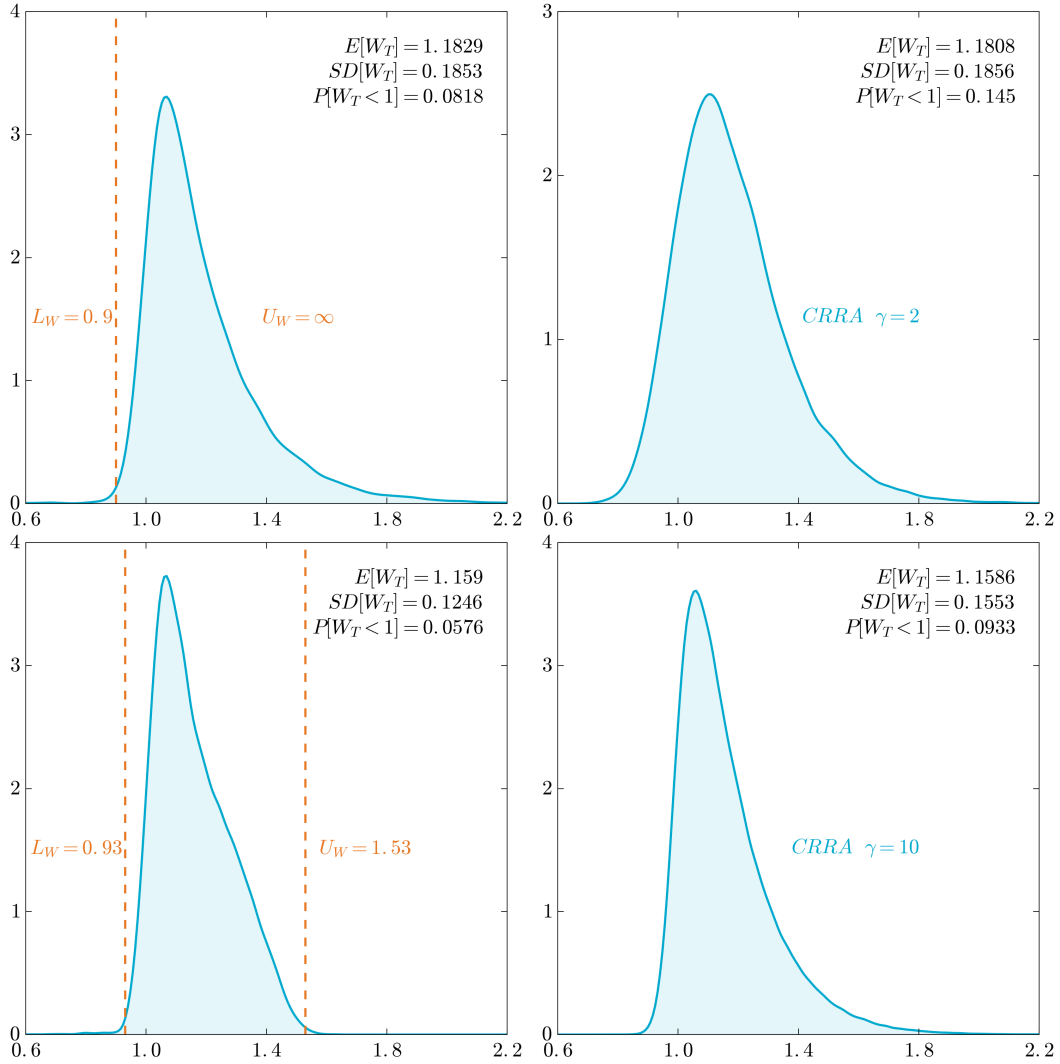 4
3
2
1
0
E[W_T] = 1.1829
SD[W_T] = 0.1853
P[W_T < 1] = 0.0818
L_W = 0.9
U_W = ∞
0.6 1.0 1.4 1.8 2.2
3
2
1
0
E[W_T] = 1.1808
SD[W_T] = 0.1856
P[W_T < 1] = 0.145
CRRA γ = 2
0.6 1.0 1.4 1.8 2.2
4
3
2
1
0
E[W_T] = 1.159
SD[W_T] = 0.1246
P[W_T < 1] = 0.0576
L_W = 0.93
U_W = 1.53
0.6 1.0 1.4 1.8 2.2
4
3
2
1
0
E[W_T] = 1.1586
SD[W_T] = 0.1553
P[W_T < 1] = 0.0933
CRRA γ = 10
0.6 1.0 1.4 1.8 2.2